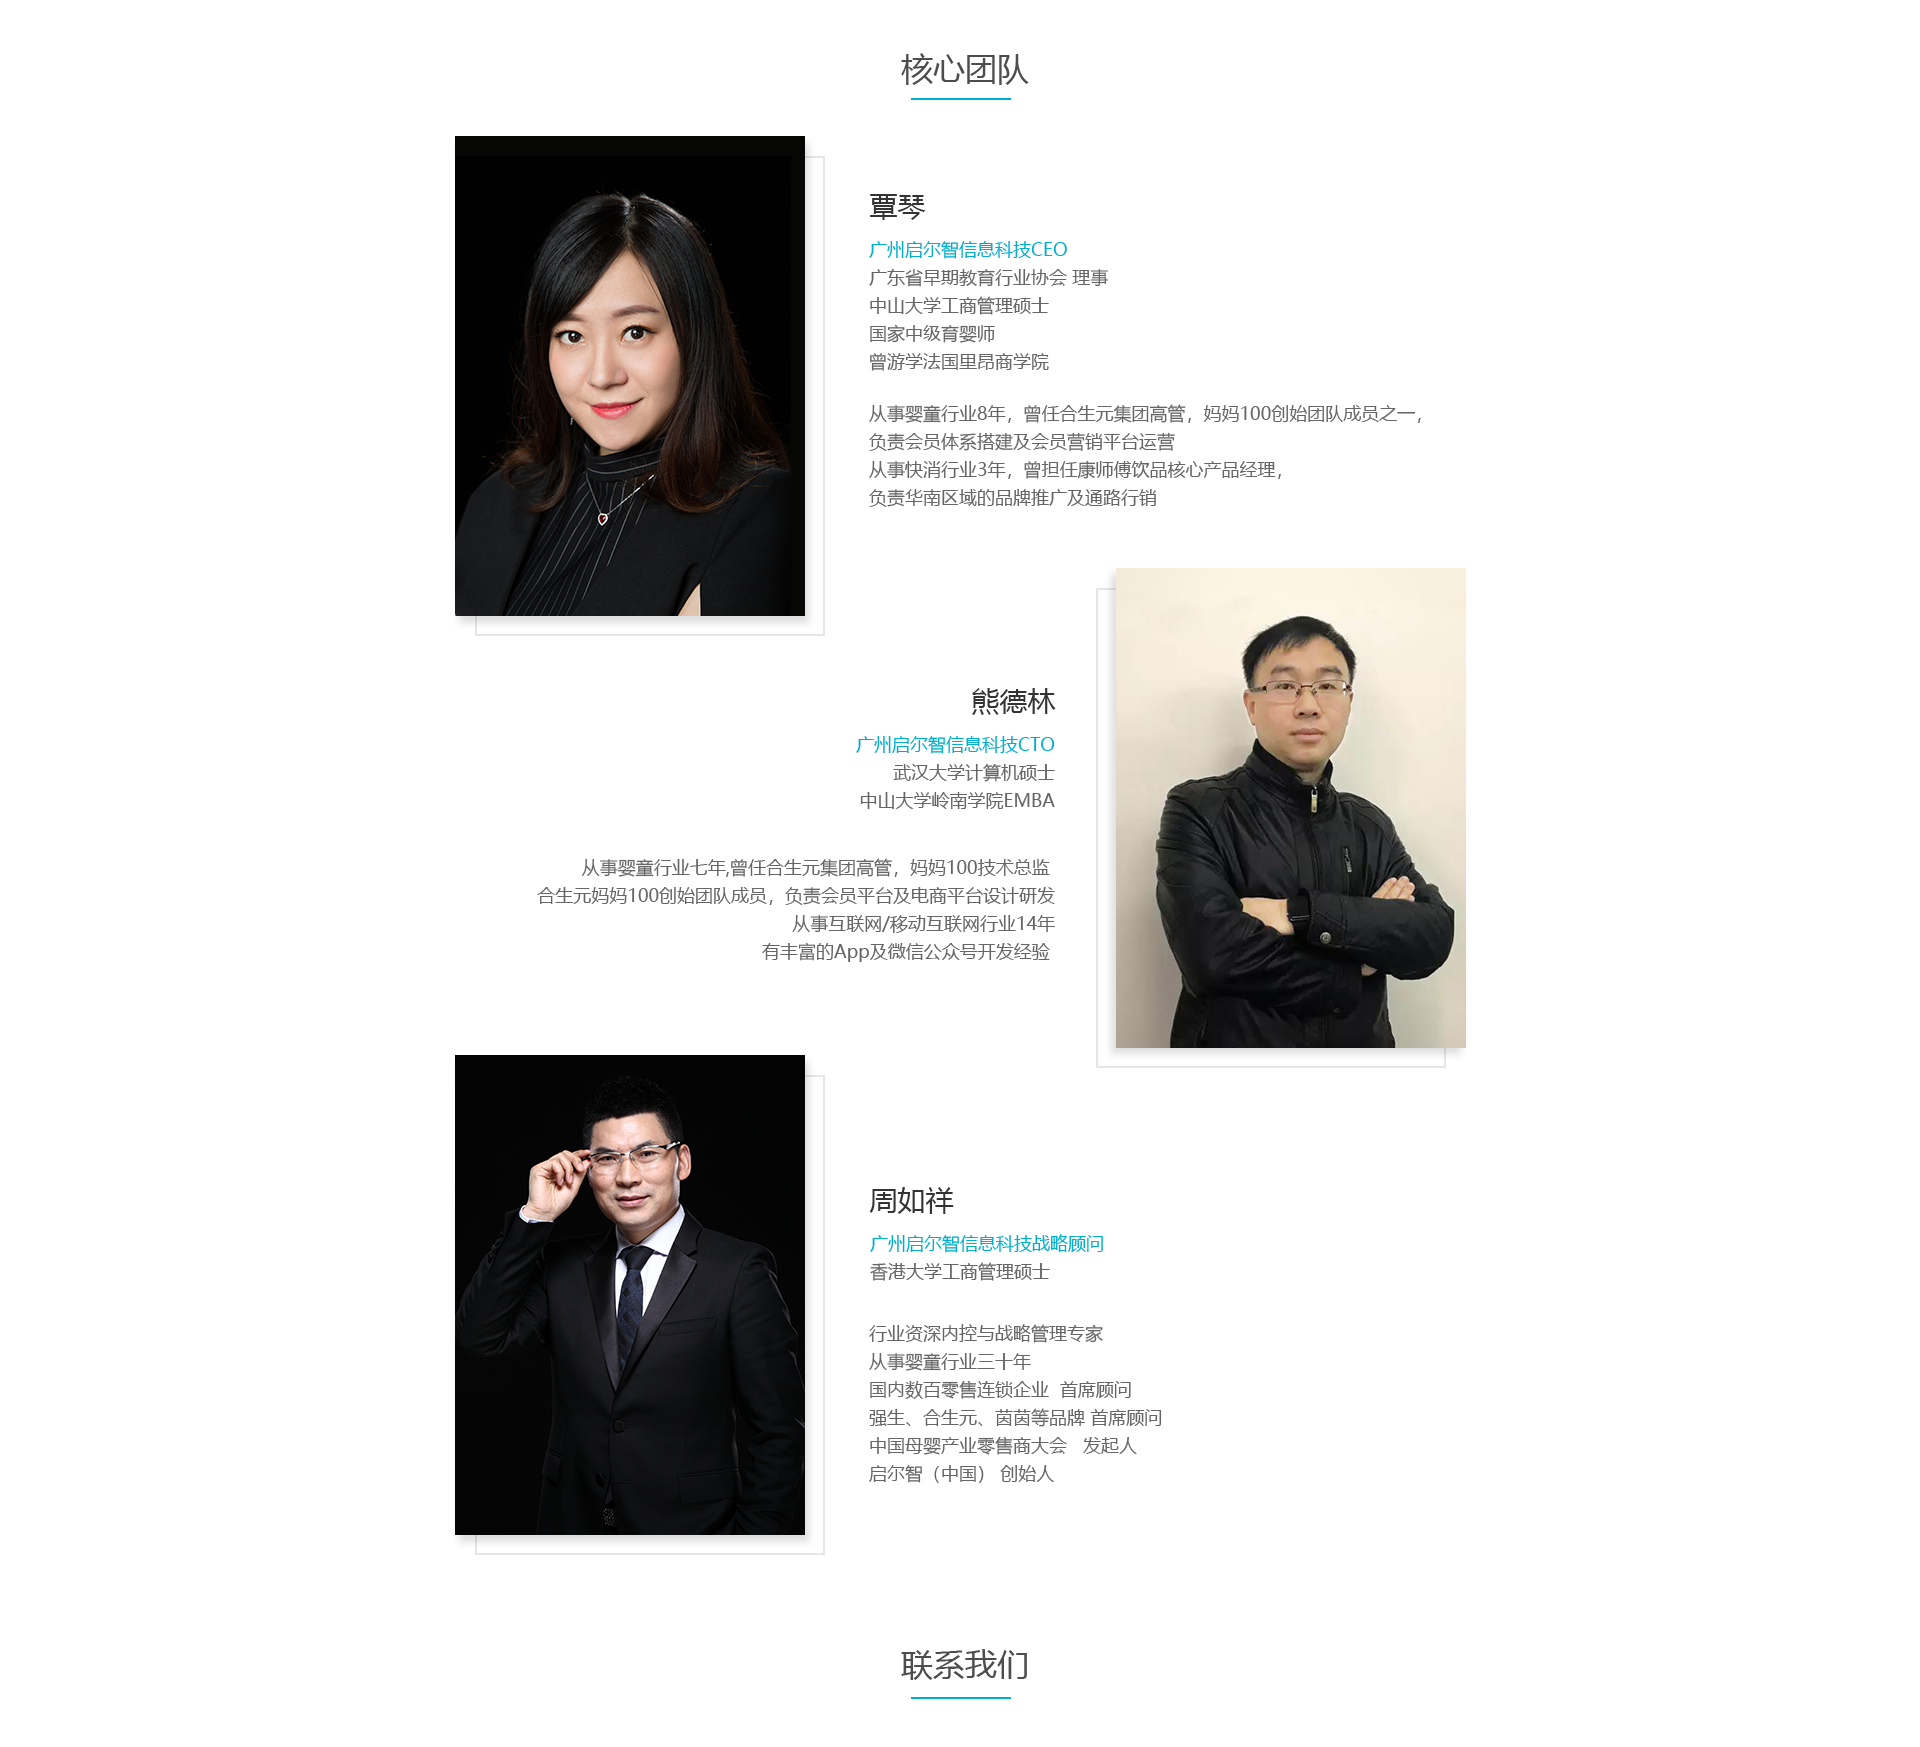 核心团队
覃琴
广州启尔智信息科技CEO
广东省早期教育行业协会 理事
中山大学工商管理硕士
国家中级育婴师
曾游学法国里昂商学院
从事婴童行业8年，曾任合生元集团高管，妈妈100创始团队成员之一，
负责会员体系搭建及会员营销平台运营
从事快消行业3年，曾担任康师傅饮品核心产品经理，
负责华南区域的品牌推广及通路行销
熊德林
广州启尔智信息科技CTO
武汉大学计算机硕士
中山大学岭南学院EMBA
从事婴童行业七年,曾任合生元集团高管，妈妈100技术总监
合生元妈妈100创始团队成员，负责会员平台及电商平台设计研发
从事互联网/移动互联网行业14年
有丰富的App及微信公众号开发经验
周如祥
广州启尔智信息科技战略顾问
香港大学工商管理硕士
行业资深内控与战略管理专家
从事婴童行业三十年
国内数百零售连锁企业 首席顾问
强生、合生元、茵茵等品牌 首席顾问
中国母婴产业零售商大会 发起人
启尔智（中国） 创始人
联系我们